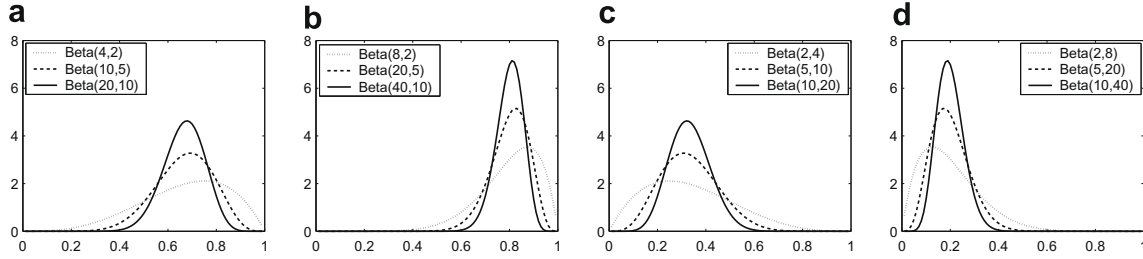 a
8
6
4
2
0
0 0.2 0.4 0.6 0.8 1
Beta(4,2)
Beta(10,5)
Beta(20,10)
b
8
6
4
2
0
0 0.2 0.4 0.6 0.8 1
Beta(8,2)
Beta(20,5)
Beta(40,10)
c
8
6
4
2
0
0 0.2 0.4 0.6 0.8 1
Beta(2,4)
Beta(5,10)
Beta(10,20)
d
8
6
4
2
0
0 0.2 0.4 0.6 0.8 1
Beta(2,8)
Beta(5,20)
Beta(10,40)